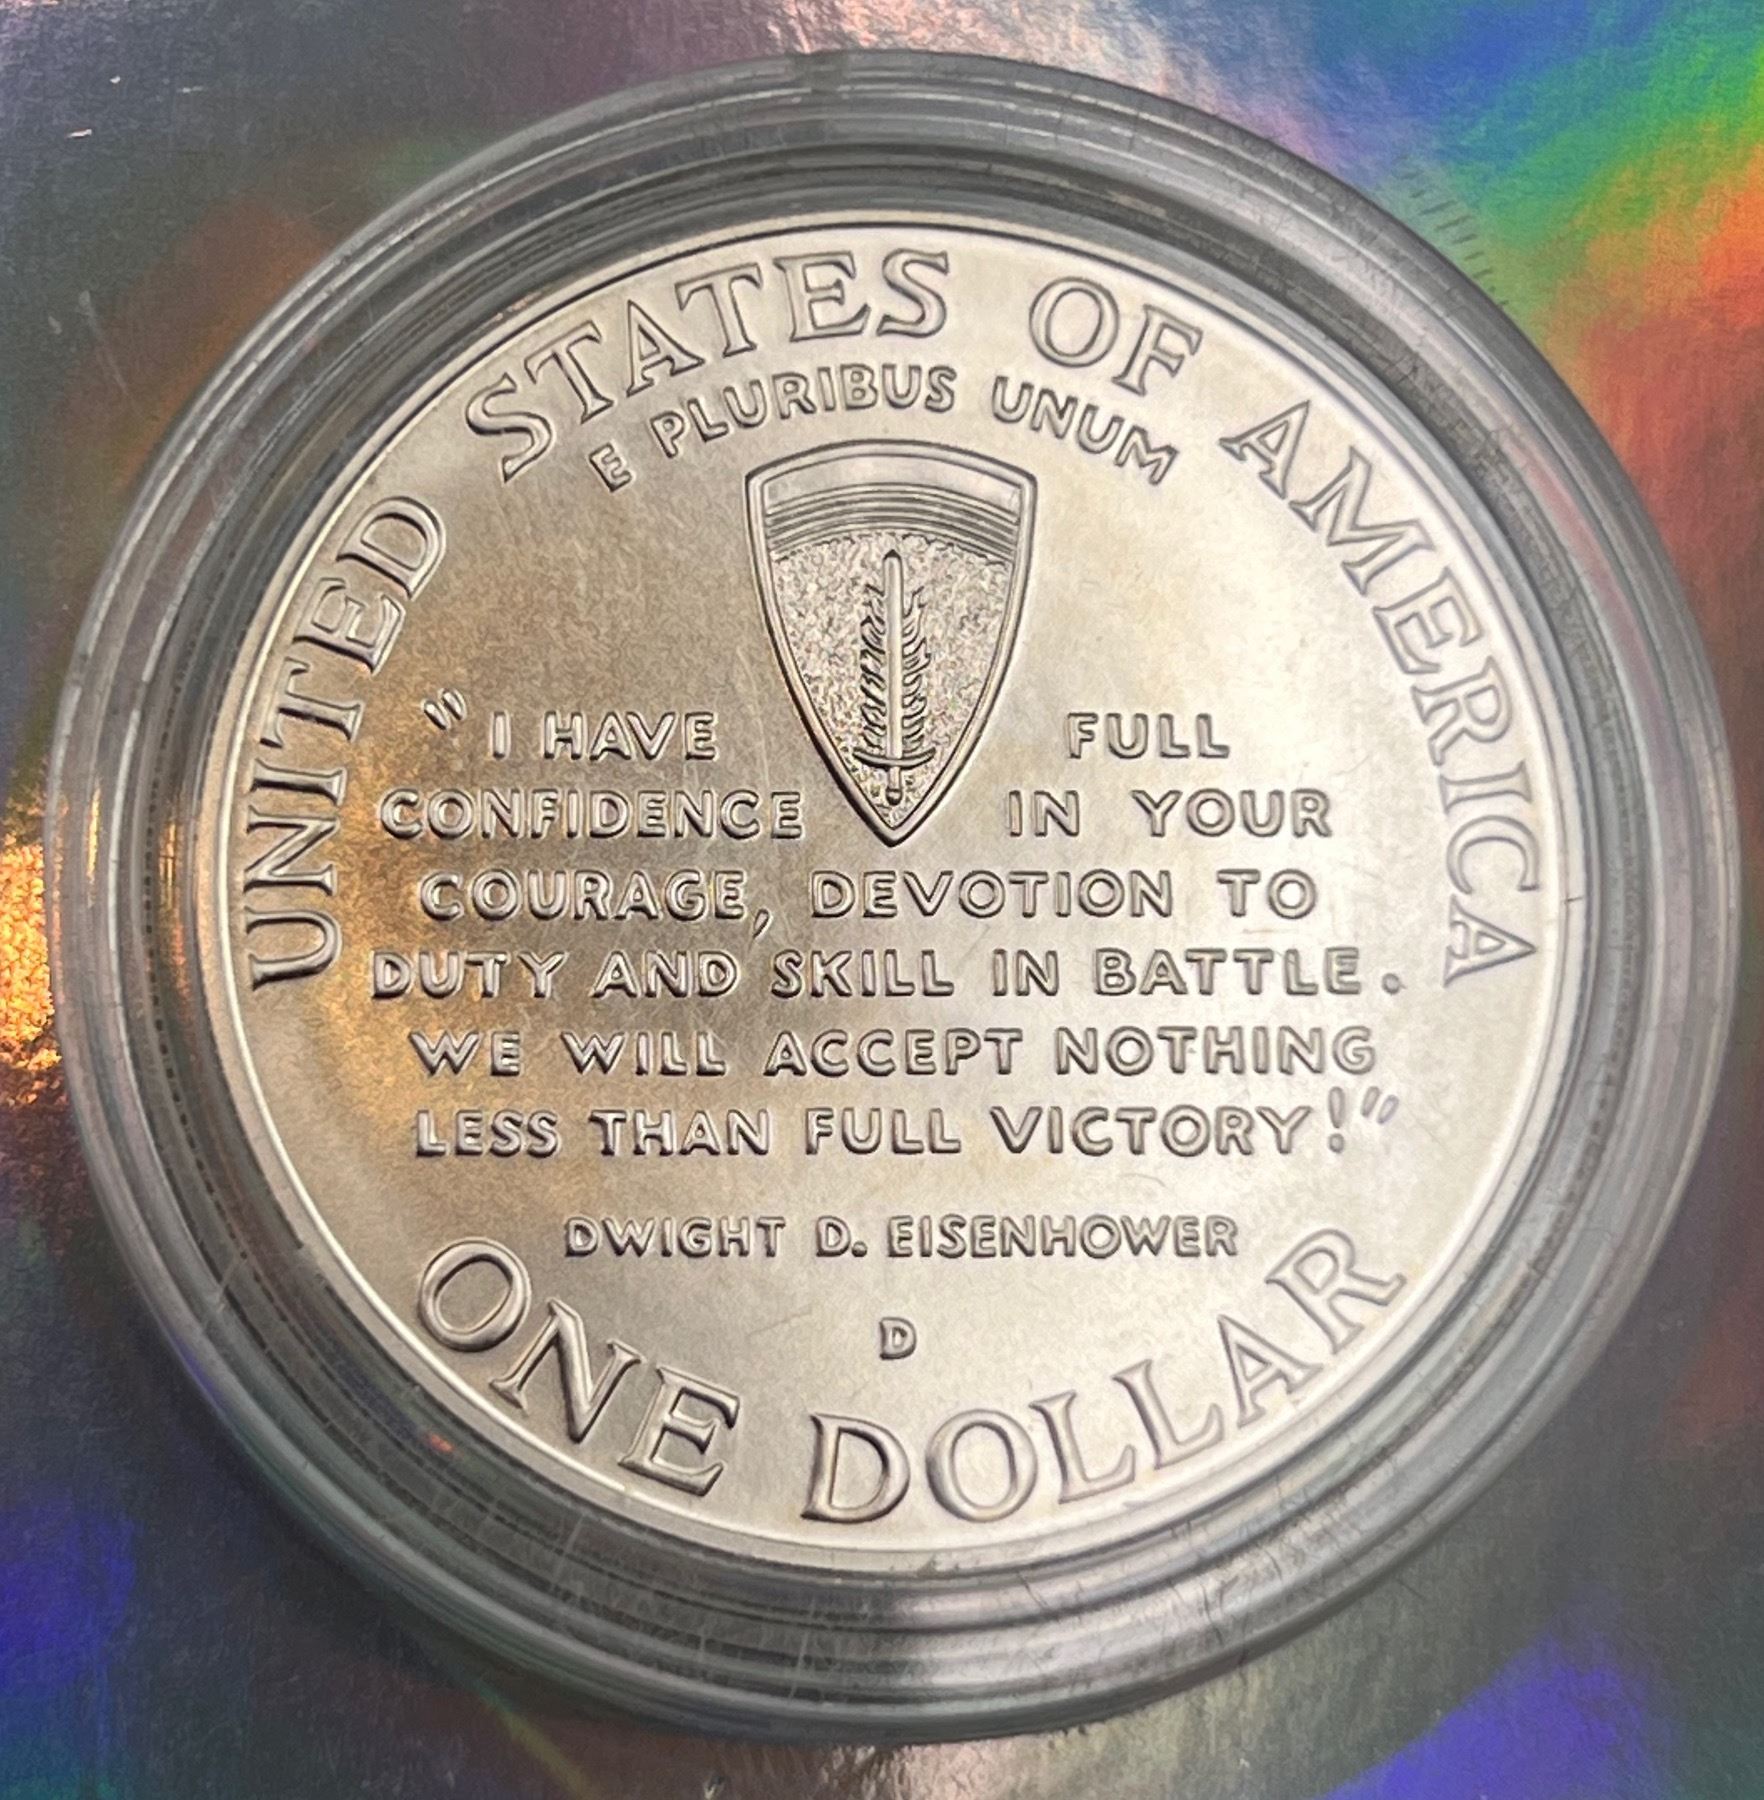 UNITED STATES OF AMERICA
E PLURIBUS UNUM
"I HAVE FULL
CONFIDENCE IN YOUR
COURAGE, DEVOTION TO
DUTY AND SKILL IN BATTLE.
WE WILL ACCEPT NOTHING
LESS THAN FULL VICTORY!"
DWIGHT D. EISENHOWER
D
ONE DOLLAR